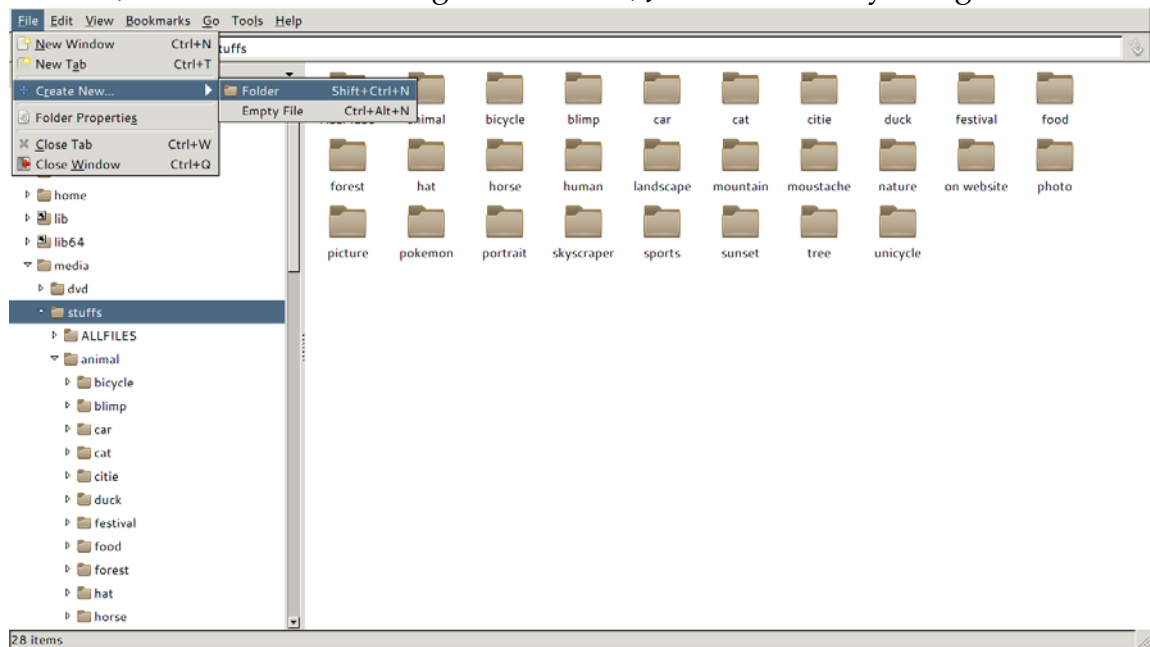 File Edit View Bookmarks Go Tools Help
New Window Ctrl+N
tuffs
New Tab Ctrl+T
Create New...
Folder Shift+Ctrl+N
Empty File Ctrl+Alt+N
Folder Properties
Close Tab Ctrl+W
Close Window Ctrl+Q
nimal bicycle blimp car cat citie duck festival food
forest hat horse human landscape mountain moustache nature on website photo
picture pokemon portrait skyscraper sports sunset tree unicycle
home
lib
lib64
media
dvd
stuffs
ALLFILES
animal
bicycle
blimp
car
cat
citie
duck
festival
food
forest
hat
horse
28 items